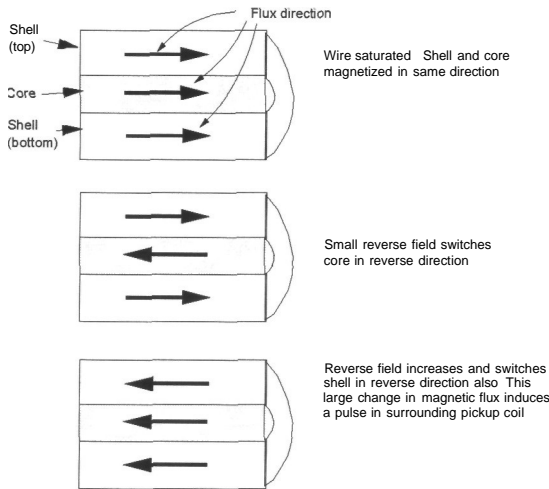 Shell
(top)
Flux direction
Core
Shell
(bottom)
Wire saturated Shell and core
magnetized in same direction
Small reverse field switches
core in reverse direction
Reverse field increases and switches
shell in reverse direction also This
large change in magnetic flux induces
a pulse in surrounding pickup coil